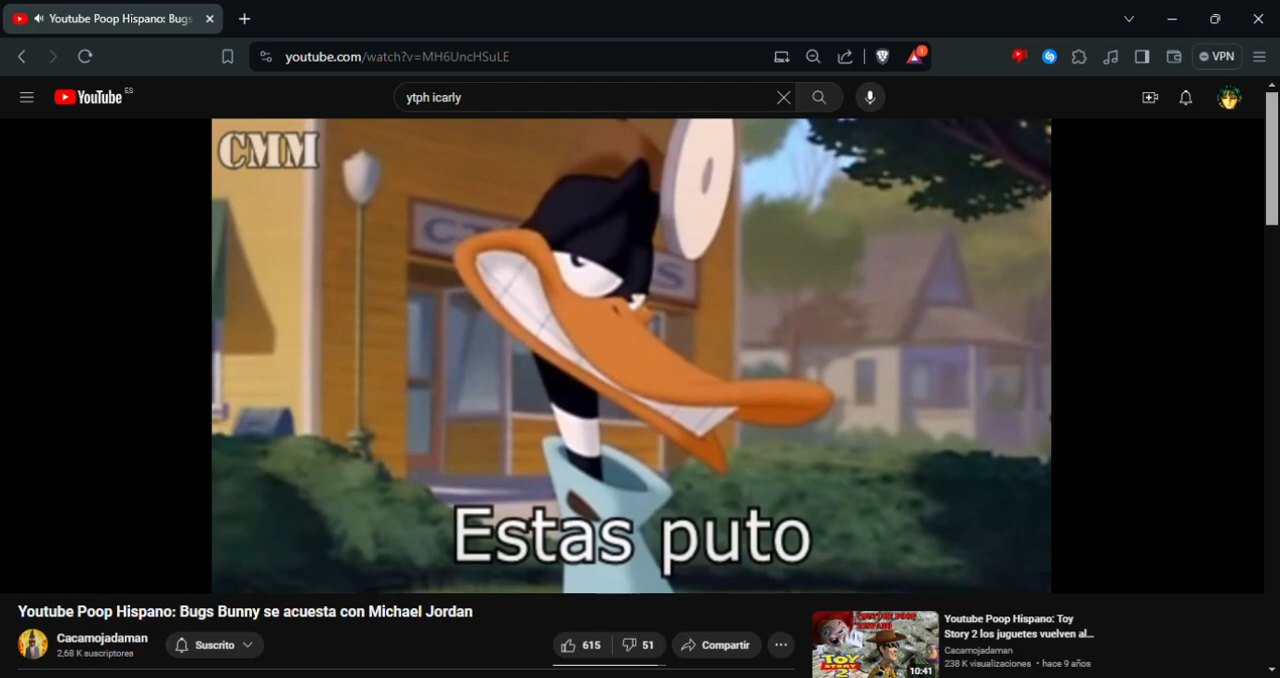 Youtube Poop Hispano: Bugs
youtube.com/watch?v=MH6UncHSuLE
1
VPN
YouTube ES
ytph icarly
CMM
Estas puto
Youtube Poop Hispano: Bugs Bunny se acuesta con Michael Jordan
Cacamojadaman
2,68 K suscriptores
Suscrito
615
51
Compartir
TOY STORY 2
10:41
Youtube Poop Hispano: Toy
Story 2 los juguetes vuelven al...
Cacamojadaman
238 K visualizaciones • hace 9 años